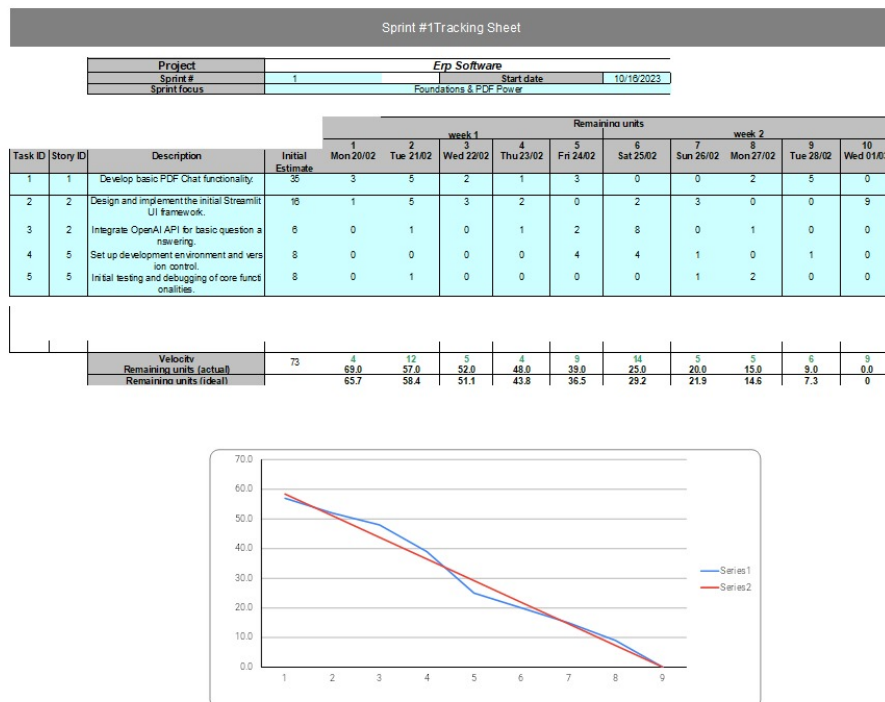 Sprint #1Tracking Sheet
Project Erp Software
Sprint # 1 Start date 10/16/2023
Sprint focus Foundations & PDF Power
Remaining units
week 1 week 2
1 2 3 4 5 6 7 8 9 10
Task ID Story ID Description Initial Estimate Mon 20/02 Tue 21/02 Wed 22/02 Thu 23/02 Fri 24/02 Sat 25/02 Sun 26/02 Mon 27/02 Tue 28/02 Wed 01/03
1 1 Develop basic PDF Chat functionality. 35 3 5 2 1 3 0 0 2 5 0
2 2 Design and implement the initial Streamlit 16 1 5 3 2 0 2 3 0 0 9
UI framework.
3 2 Integrate OpenAI API for basic question a 6 0 1 0 1 2 8 0 1 0 0
nswering.
4 5 Set up development environment and vers 8 0 0 0 0 4 4 1 0 1 0
ion control.
5 5 Initial testing and debugging of core functi 8 0 1 0 0 0 0 1 2 0 0
onalities.
Velocity 73 4 12 5 4 9 14 5 5 6 9
Remaining units (actual) 69.0 57.0 52.0 48.0 39.0 25.0 20.0 15.0 9.0 0.0
Remaining units (ideal) 65.7 58.4 51.1 43.8 36.5 29.2 21.9 14.6 7.3 0
70.0
60.0
50.0
40.0
30.0
20.0
10.0
0.0
1 2 3 4 5 6 7 8 9
Series1
Series2